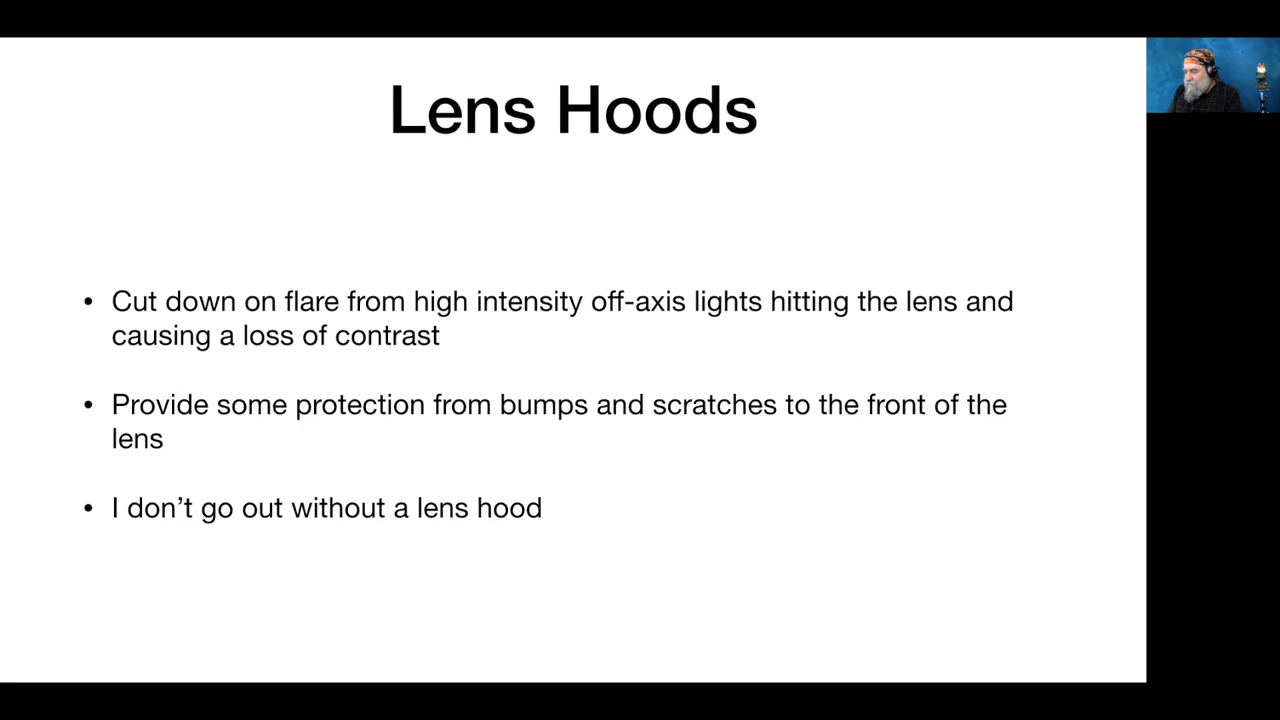 Lens Hoods
• Cut down on flare from high intensity off-axis lights hitting the lens and
causing a loss of contrast
• Provide some protection from bumps and scratches to the front of the
lens
• I don’t go out without a lens hood